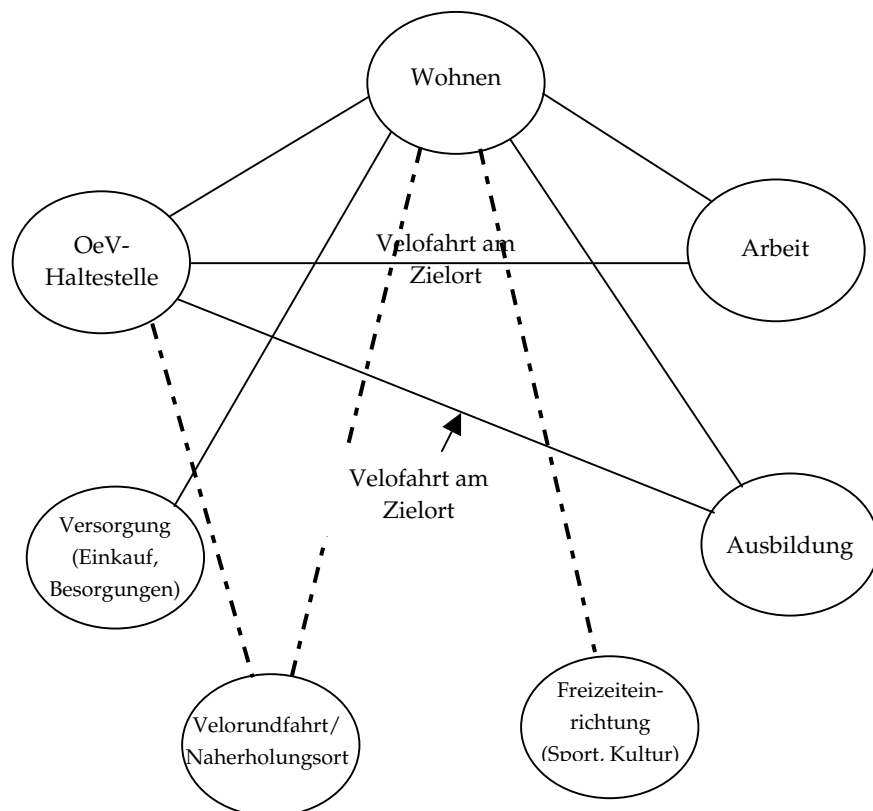 Wohnen
OeV-
Haltestelle
Velofahrt am
Zielort
Arbeit
Velofahrt am
Zielort
Versorgung
(Einkauf,
Besorgungen)
Ausbildung
Velorundfahrt/
Naherholungsort
Freizeitein-
richtung
(Sport, Kultur)